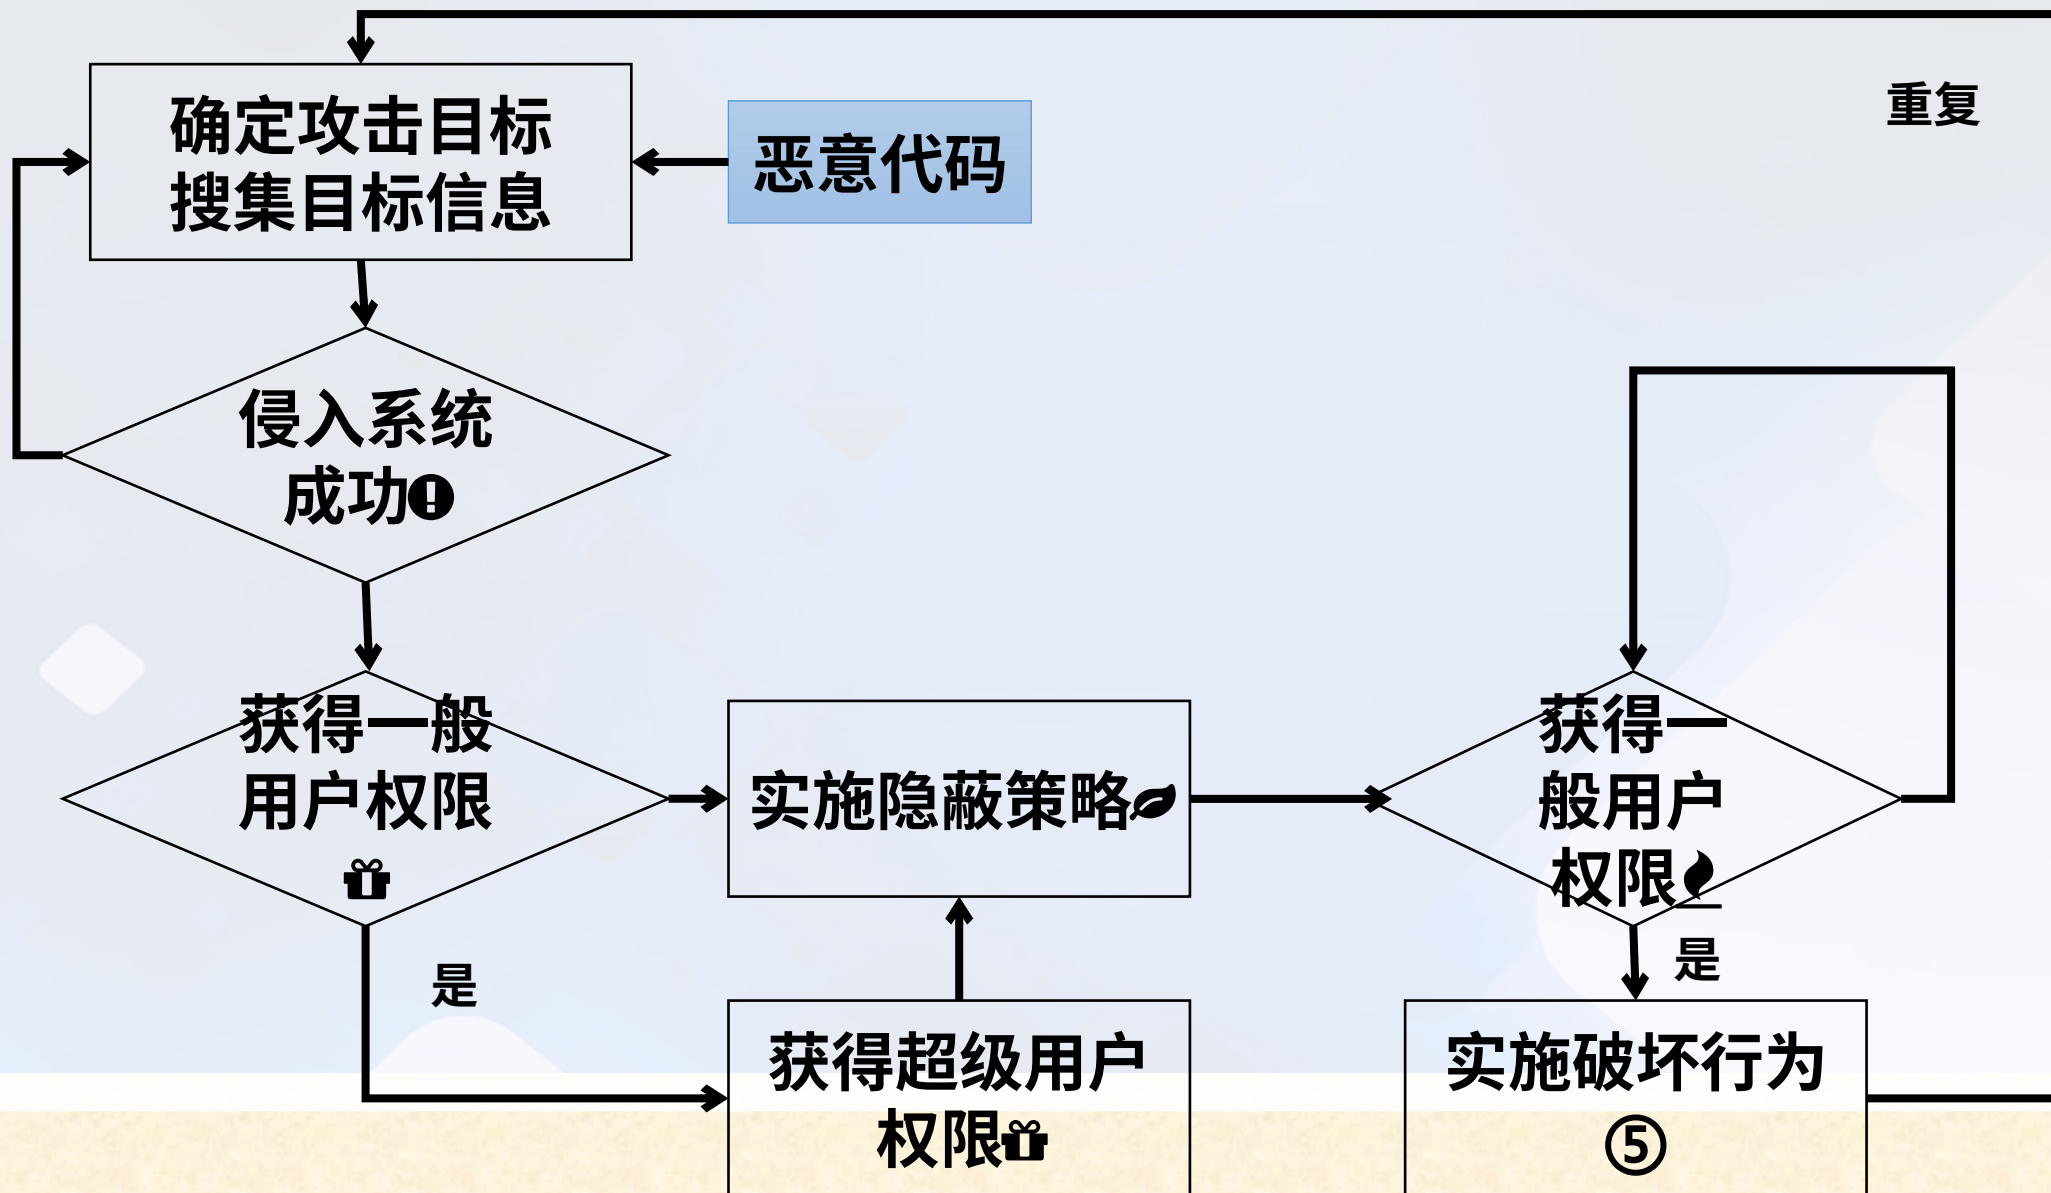 重复
确定攻击目标
搜集目标信息
恶意代码
侵入系统
成功❗
获得一般
用户权限
🎁
实施隐蔽策略
获得一
般用户
权限
是
是
获得超级用户
权限🎁
实施破坏行为
⑤